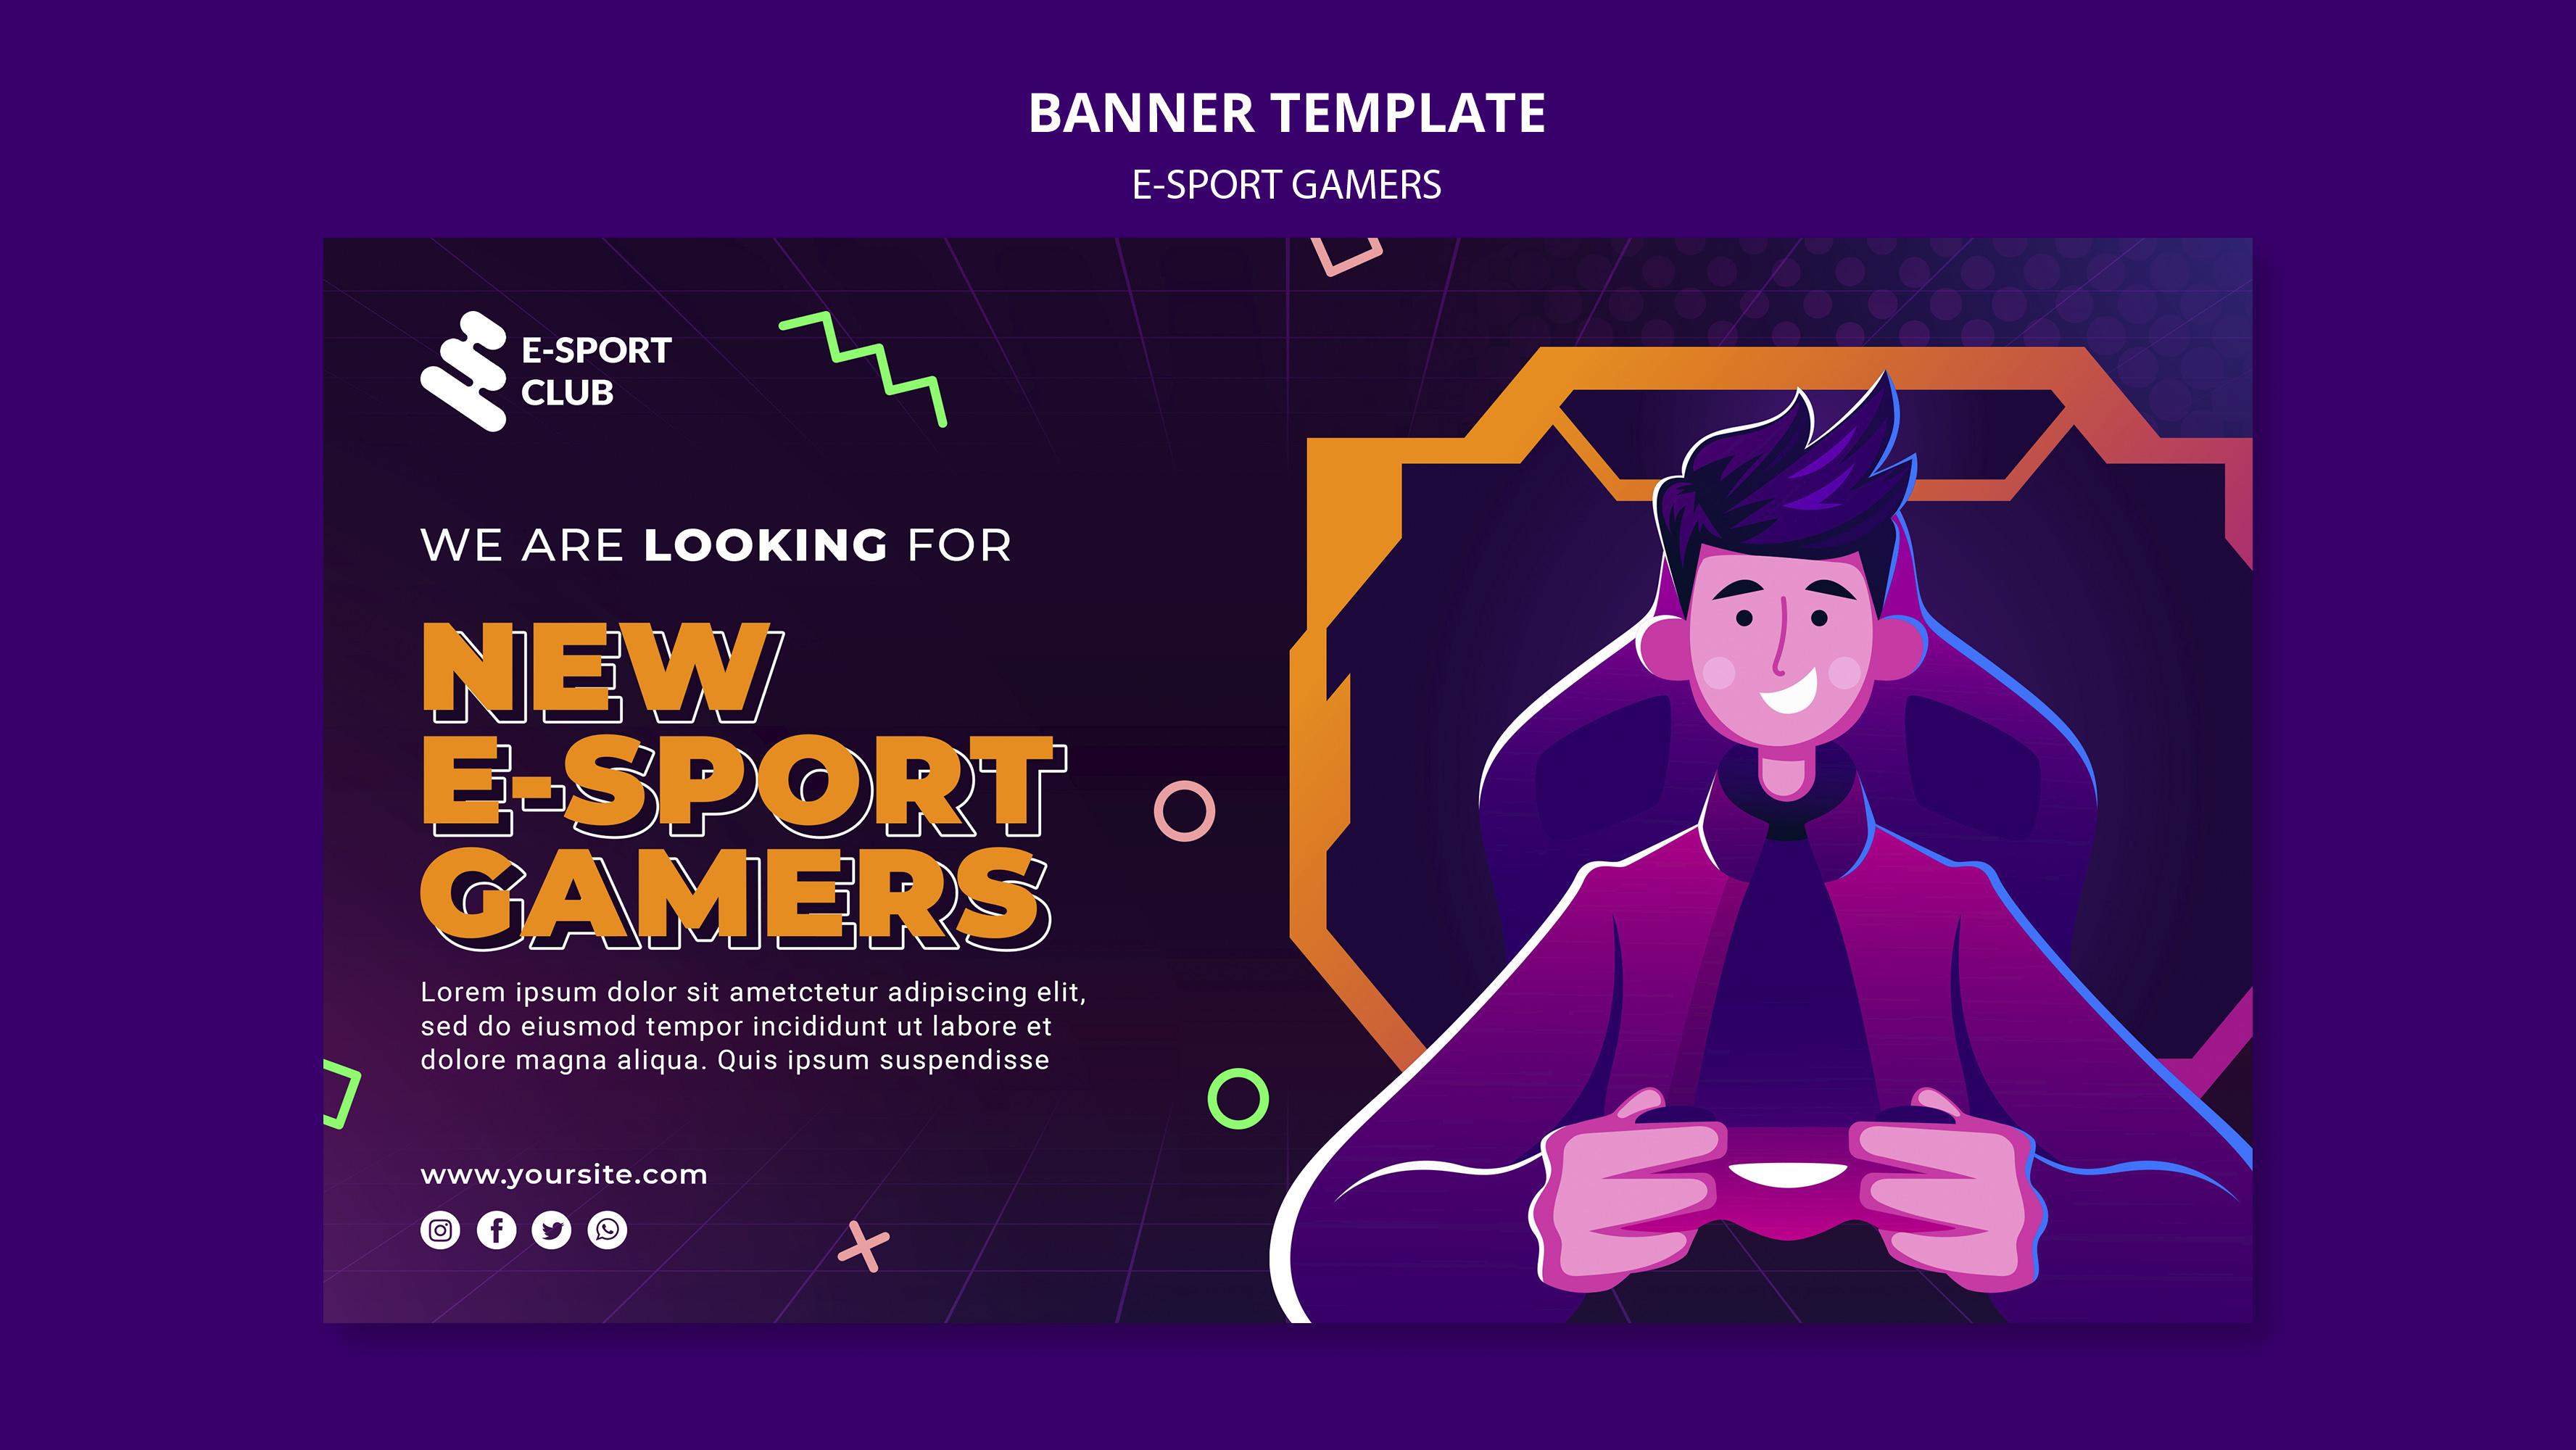 BANNER TEMPLATE
E-SPORT GAMERS
E-SPORT
CLUB
WE ARE LOOKING FOR
NEW
E-SPORT
GAMERS
Lorem ipsum dolor sit ametctetur adipiscing elit,
sed do eiusmod tempor incididunt ut labore et
dolore magna aliqua. Quis ipsum suspendisse
www.yoursite.com